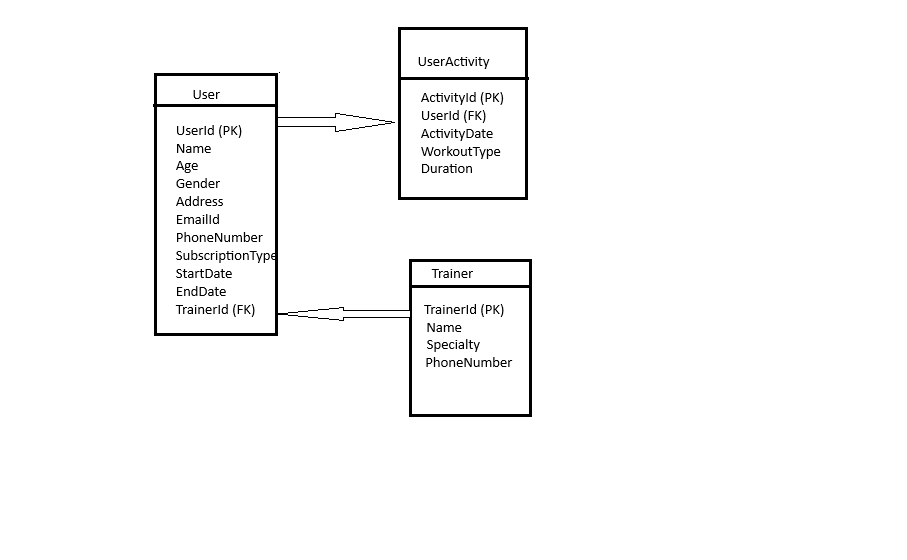 User
UserId (PK)
Name
Age
Gender
Address
EmailId
PhoneNumber
SubscriptionType
StartDate
EndDate
TrainerId (FK)
UserActivity
ActivityId (PK)
UserId (FK)
ActivityDate
WorkoutType
Duration
Trainer
TrainerId (PK)
Name
Specialty
PhoneNumber